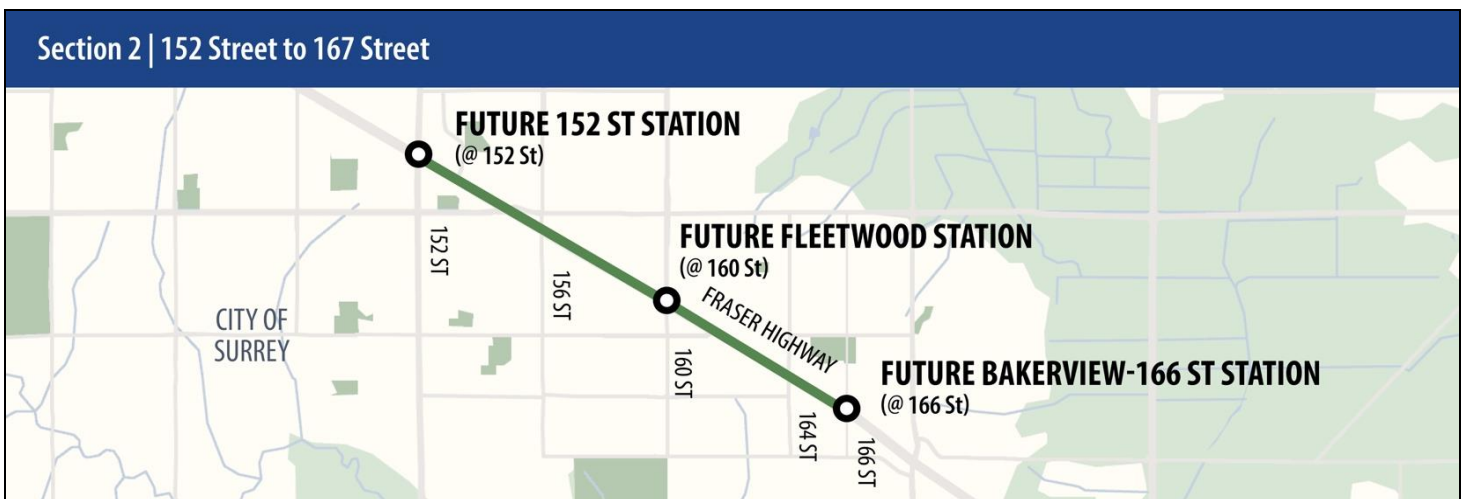 Section 2 | 152 Street to 167 Street
FUTURE 152 ST STATION
(@ 152 St)
152 ST
FUTURE FLEETWOOD STATION
(@ 160 St)
156 ST
FRASER HIGHWAY
CITY OF
SURREY
160 ST
FUTURE BAKERVIEW-166 ST STATION
(@ 166 St)
164 ST
166 ST